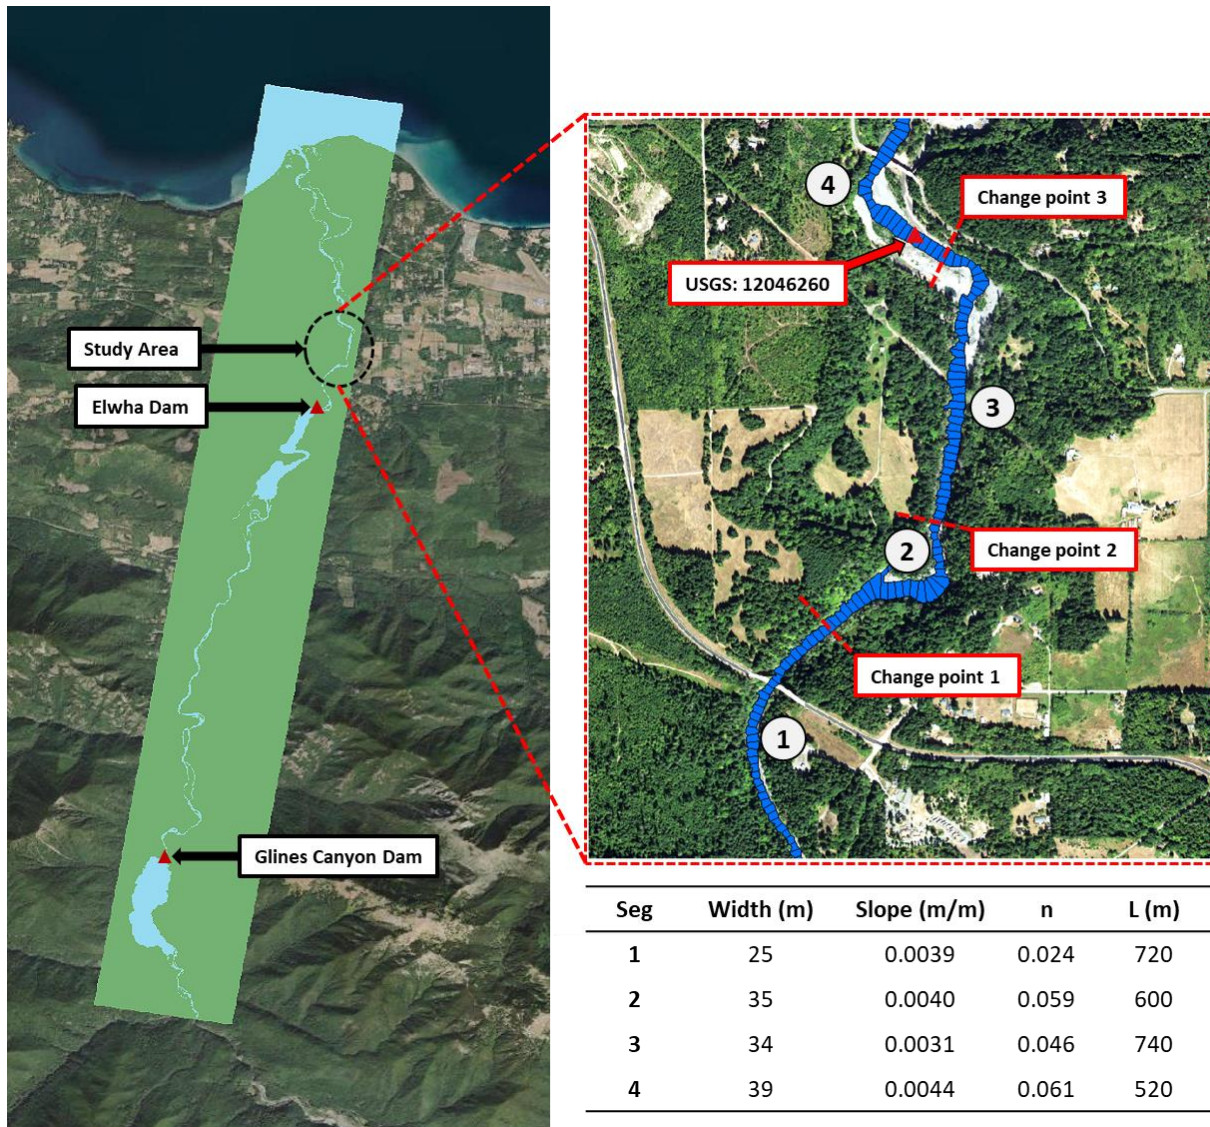 Study Area
Elwha Dam
Glines Canyon Dam
4
Change point 3
USGS: 12046260
3
2
Change point 2
Change point 1
1
Seg Width (m) Slope (m/m) n L (m)
1 25 0.0039 0.024 720
2 35 0.0040 0.059 600
3 34 0.0031 0.046 740
4 39 0.0044 0.061 520